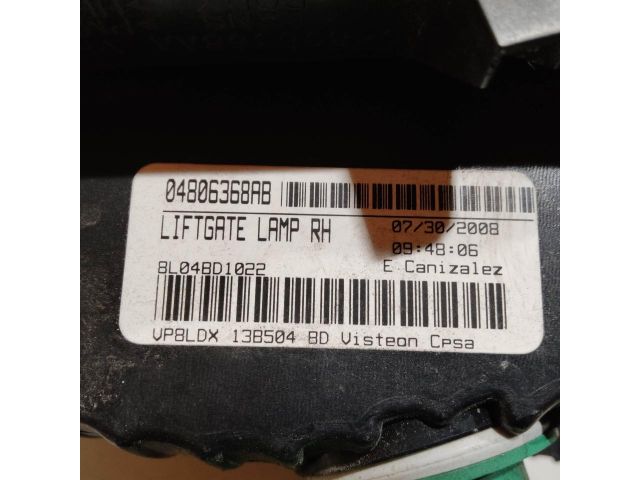 04806368AB
LIFTGATE LAMP RH 07/30/2008
09:48:06
8L048D1022 E Canizalez
VP8LDX 13B504 BD Visteon Cpsa